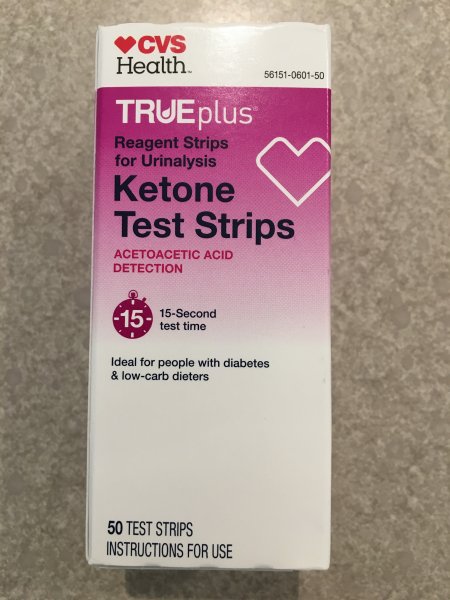 CVS
Health™
56151-0601-50
TRUEplus®
Reagent Strips
for Urinalysis
Ketone
Test Strips
ACETOACETIC ACID
DETECTION
15
15-Second
test time
Ideal for people with diabetes
& low-carb dieters
50 TEST STRIPS
INSTRUCTIONS FOR USE